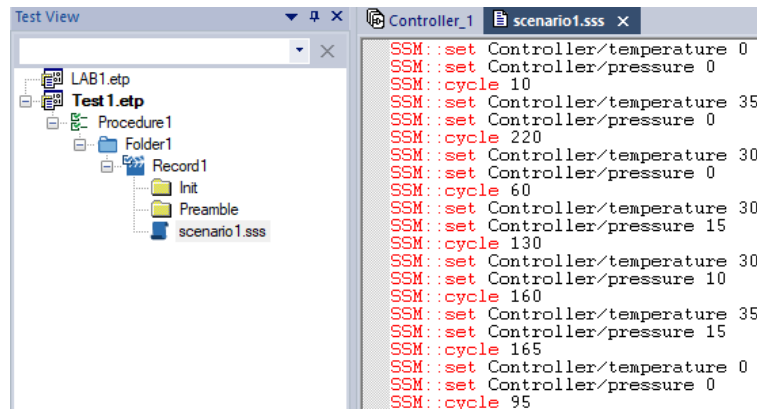 Test View
LAB1.etp
Test1.etp
Procedure1
Folder1
Record1
Init
Preamble
scenario1.sss
Controller_1
scenario1.sss
SSM::set Controller/temperature 0
SSM::set Controller/pressure 0
SSM::cycle 10
SSM::set Controller/temperature 35
SSM::set Controller/pressure 0
SSM::cycle 220
SSM::set Controller/temperature 30
SSM::set Controller/pressure 0
SSM::cycle 60
SSM::set Controller/temperature 30
SSM::set Controller/pressure 15
SSM::cycle 130
SSM::set Controller/temperature 30
SSM::set Controller/pressure 10
SSM::cycle 160
SSM::set Controller/temperature 35
SSM::set Controller/pressure 15
SSM::cycle 165
SSM::set Controller/temperature 0
SSM::set Controller/pressure 0
SSM::cycle 95